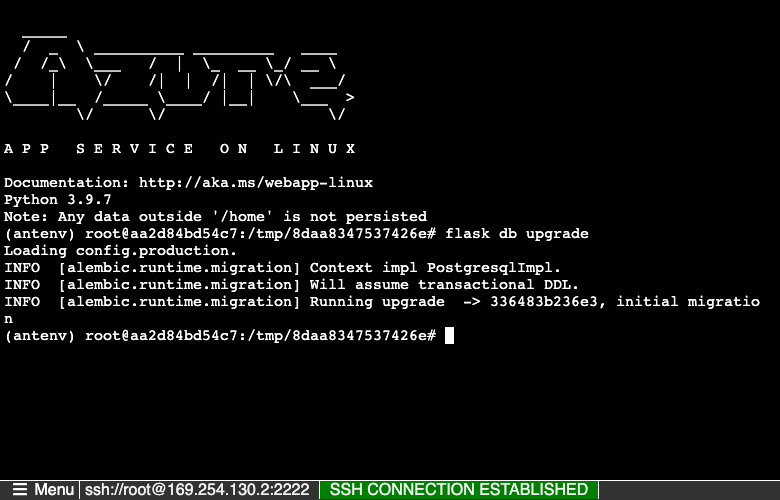 A P P   S E R V I C E   O N   L I N U X
Documentation: http://aka.ms/webapp-linux
Python 3.9.7
Note: Any data outside '/home' is not persisted
(antenv) root@aa2d84bd54c7:/tmp/8daa8347537426e# flask db upgrade
Loading config.production.
INFO  [alembic.runtime.migration] Context impl PostgresqlImpl.
INFO  [alembic.runtime.migration] Will assume transactional DDL.
INFO  [alembic.runtime.migration] Running upgrade  -> 336483b236e3, initial migratio
n
(antenv) root@aa2d84bd54c7:/tmp/8daa8347537426e#
☰ Menu ssh://root@169.254.130.2:2222 SSH CONNECTION ESTABLISHED